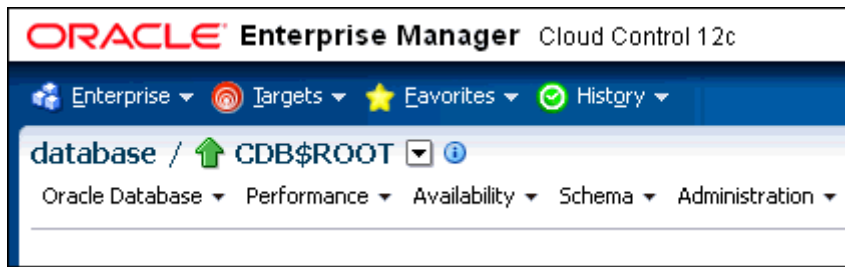 ORACLE Enterprise Manager Cloud Control 12c
Enterprise Targets Favorites History
database / CDB$ROOT
Oracle Database Performance Availability Schema Administration